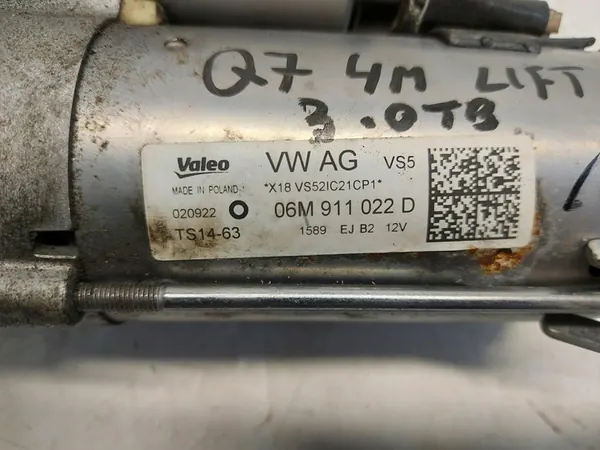 Q7 4M LIFT
3.0TB
Valeo VW AG VS5
MADE IN POLAND *X18 VS52IC21CP1*
020922 O 06M 911 022 D
TS14-63 1589 EJ B2 12V